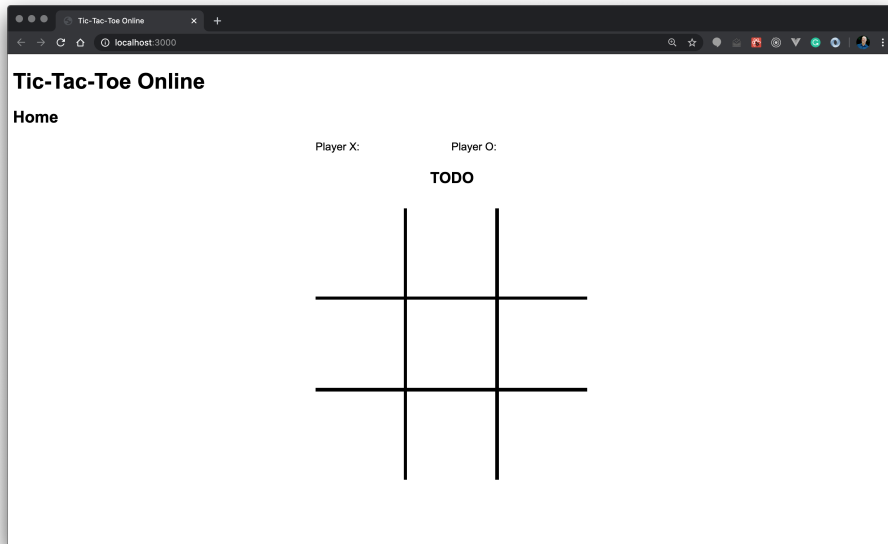 Tic-Tac-Toe Online
localhost:3000
Tic-Tac-Toe Online
Home
Player X: Player O:
TODO